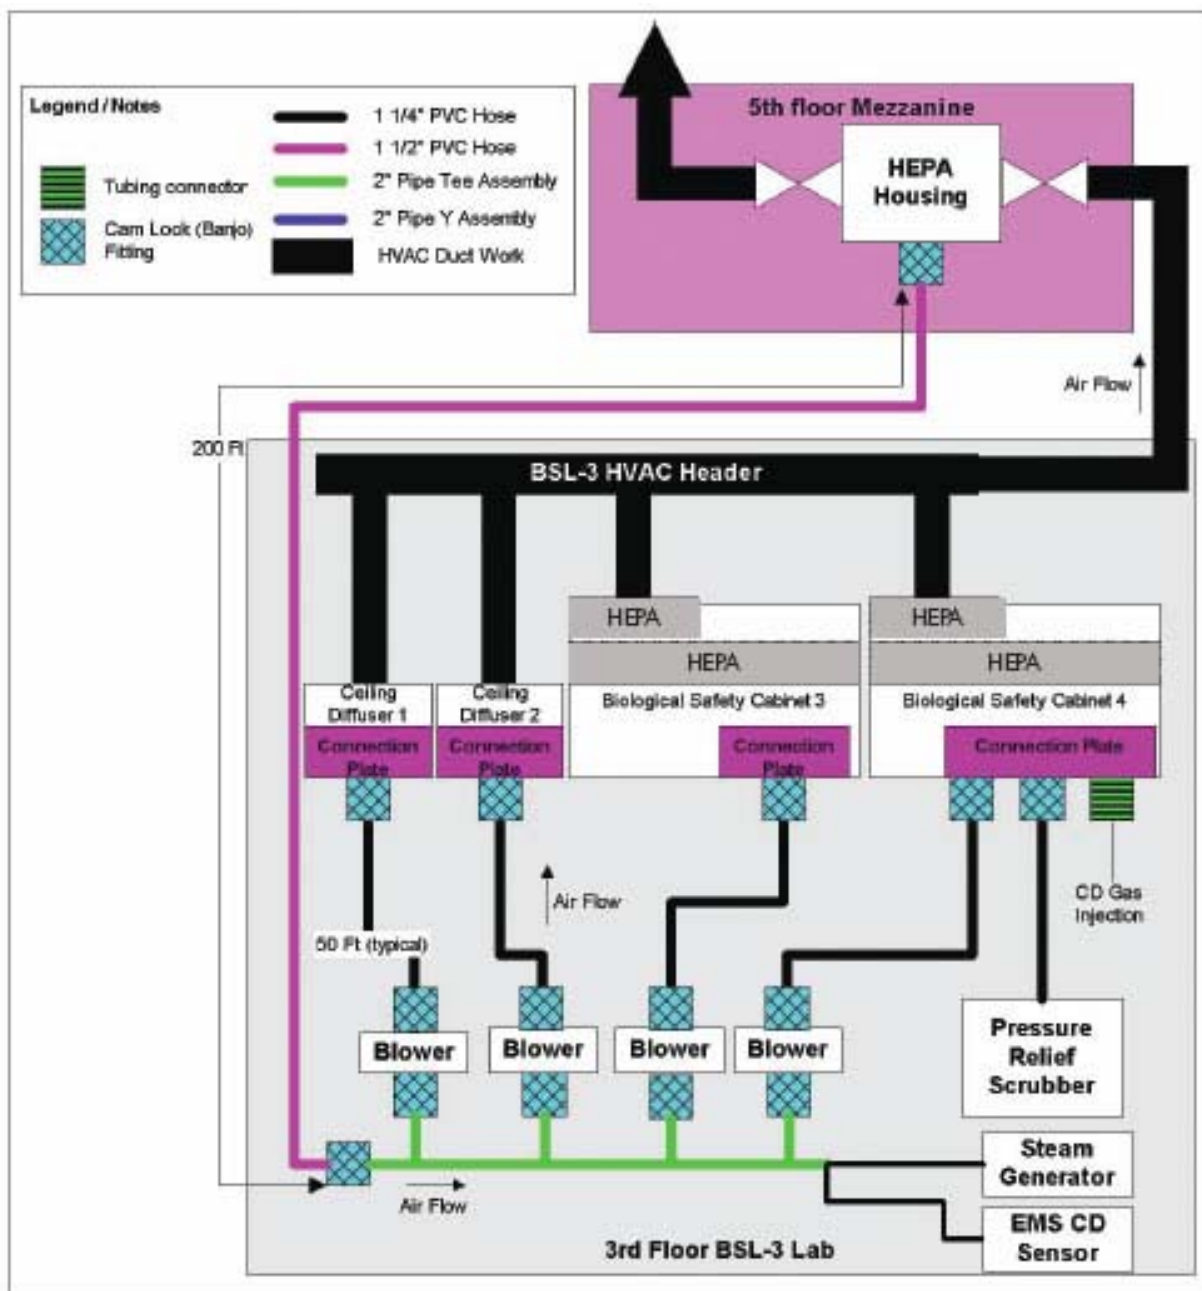 Legend / Notes
1 1/4" PVC Hose
1 1/2" PVC Hose
Tubing connector
2" Pipe Tee Assembly
Cam Lock (Banjo)
Fitting
2" Pipe Y Assembly
HVAC Duct Work
5th floor Mezzanine
HEPA
Housing
Air Flow
200 Ft
BSL-3 HVAC Header
HEPA
HEPA
HEPA
HEPA
Ceiling
Diffuser 1
Ceiling
Diffuser 2
Biological Safety Cabinet 3
Biological Safety Cabinet 4
Connection
Plate
Connection
Plate
Connection
Plate
Connection Plate
CD Gas
Injection
Air Flow
50 Ft (typical)
Blower
Blower
Blower
Blower
Pressure
Relief
Scrubber
Steam
Generator
Air Flow
EMS CD
Sensor
3rd Floor BSL-3 Lab